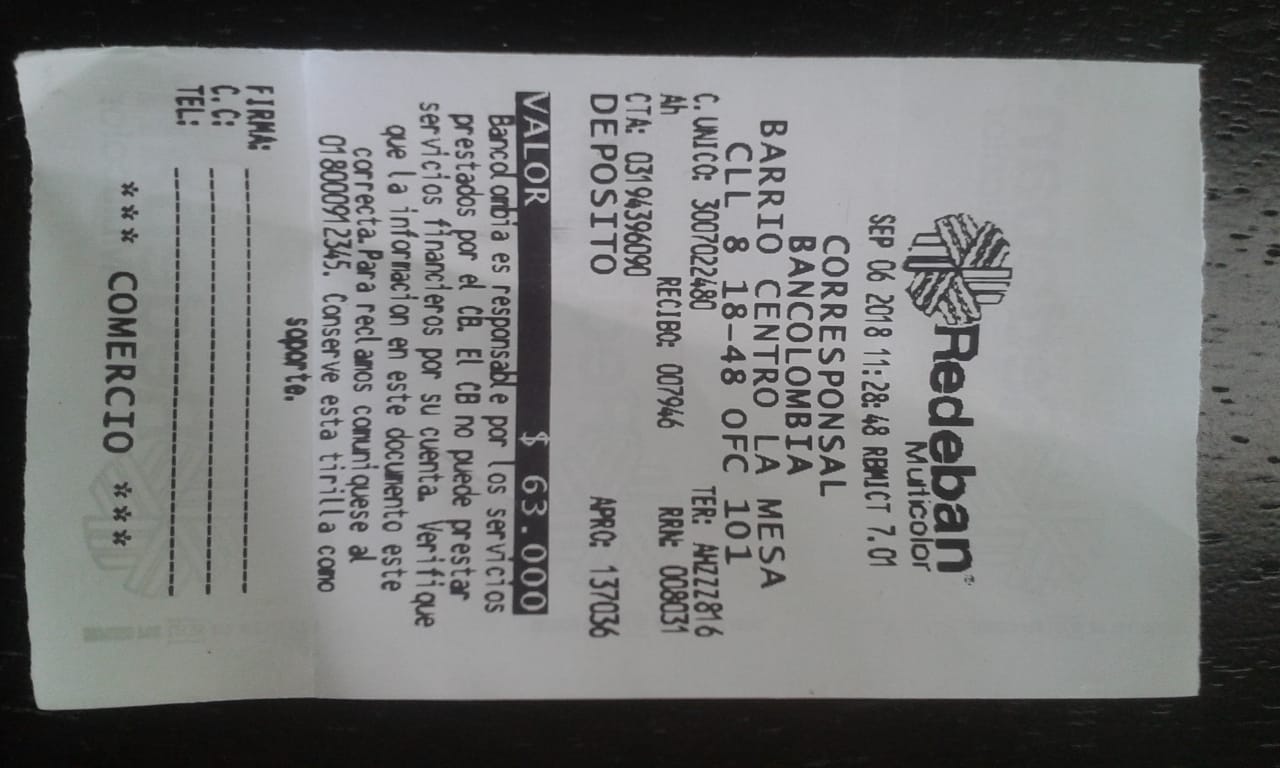 Redeban®
Muticolor
SEP 06 2018 11:28:48 RBMICT 7.01
CORRESPONSAL
BANCOLOMBIA
BARRIO CENTRO LA MESA
CLL 8 18-48 OFC 101
C.UNICO: 3007022480 TER: AHZZZ816
Ah RECIBO: 007946 RRN: 008031
CTA: 03194396090
DEPOSITO APRO: 137036
VALOR $ 63.000
Bancolombia es responsable por los servicios
prestados por el CB. El CB no puede prestar
servicios financieros por su cuenta. Verifique
que la informacion en este documento este
correcta.Para reclamos comuniquese al
018000912345. Conserve esta tirilla como
soporte.
FIRMA:
C.C:
TEL:
*** COMERCIO ***